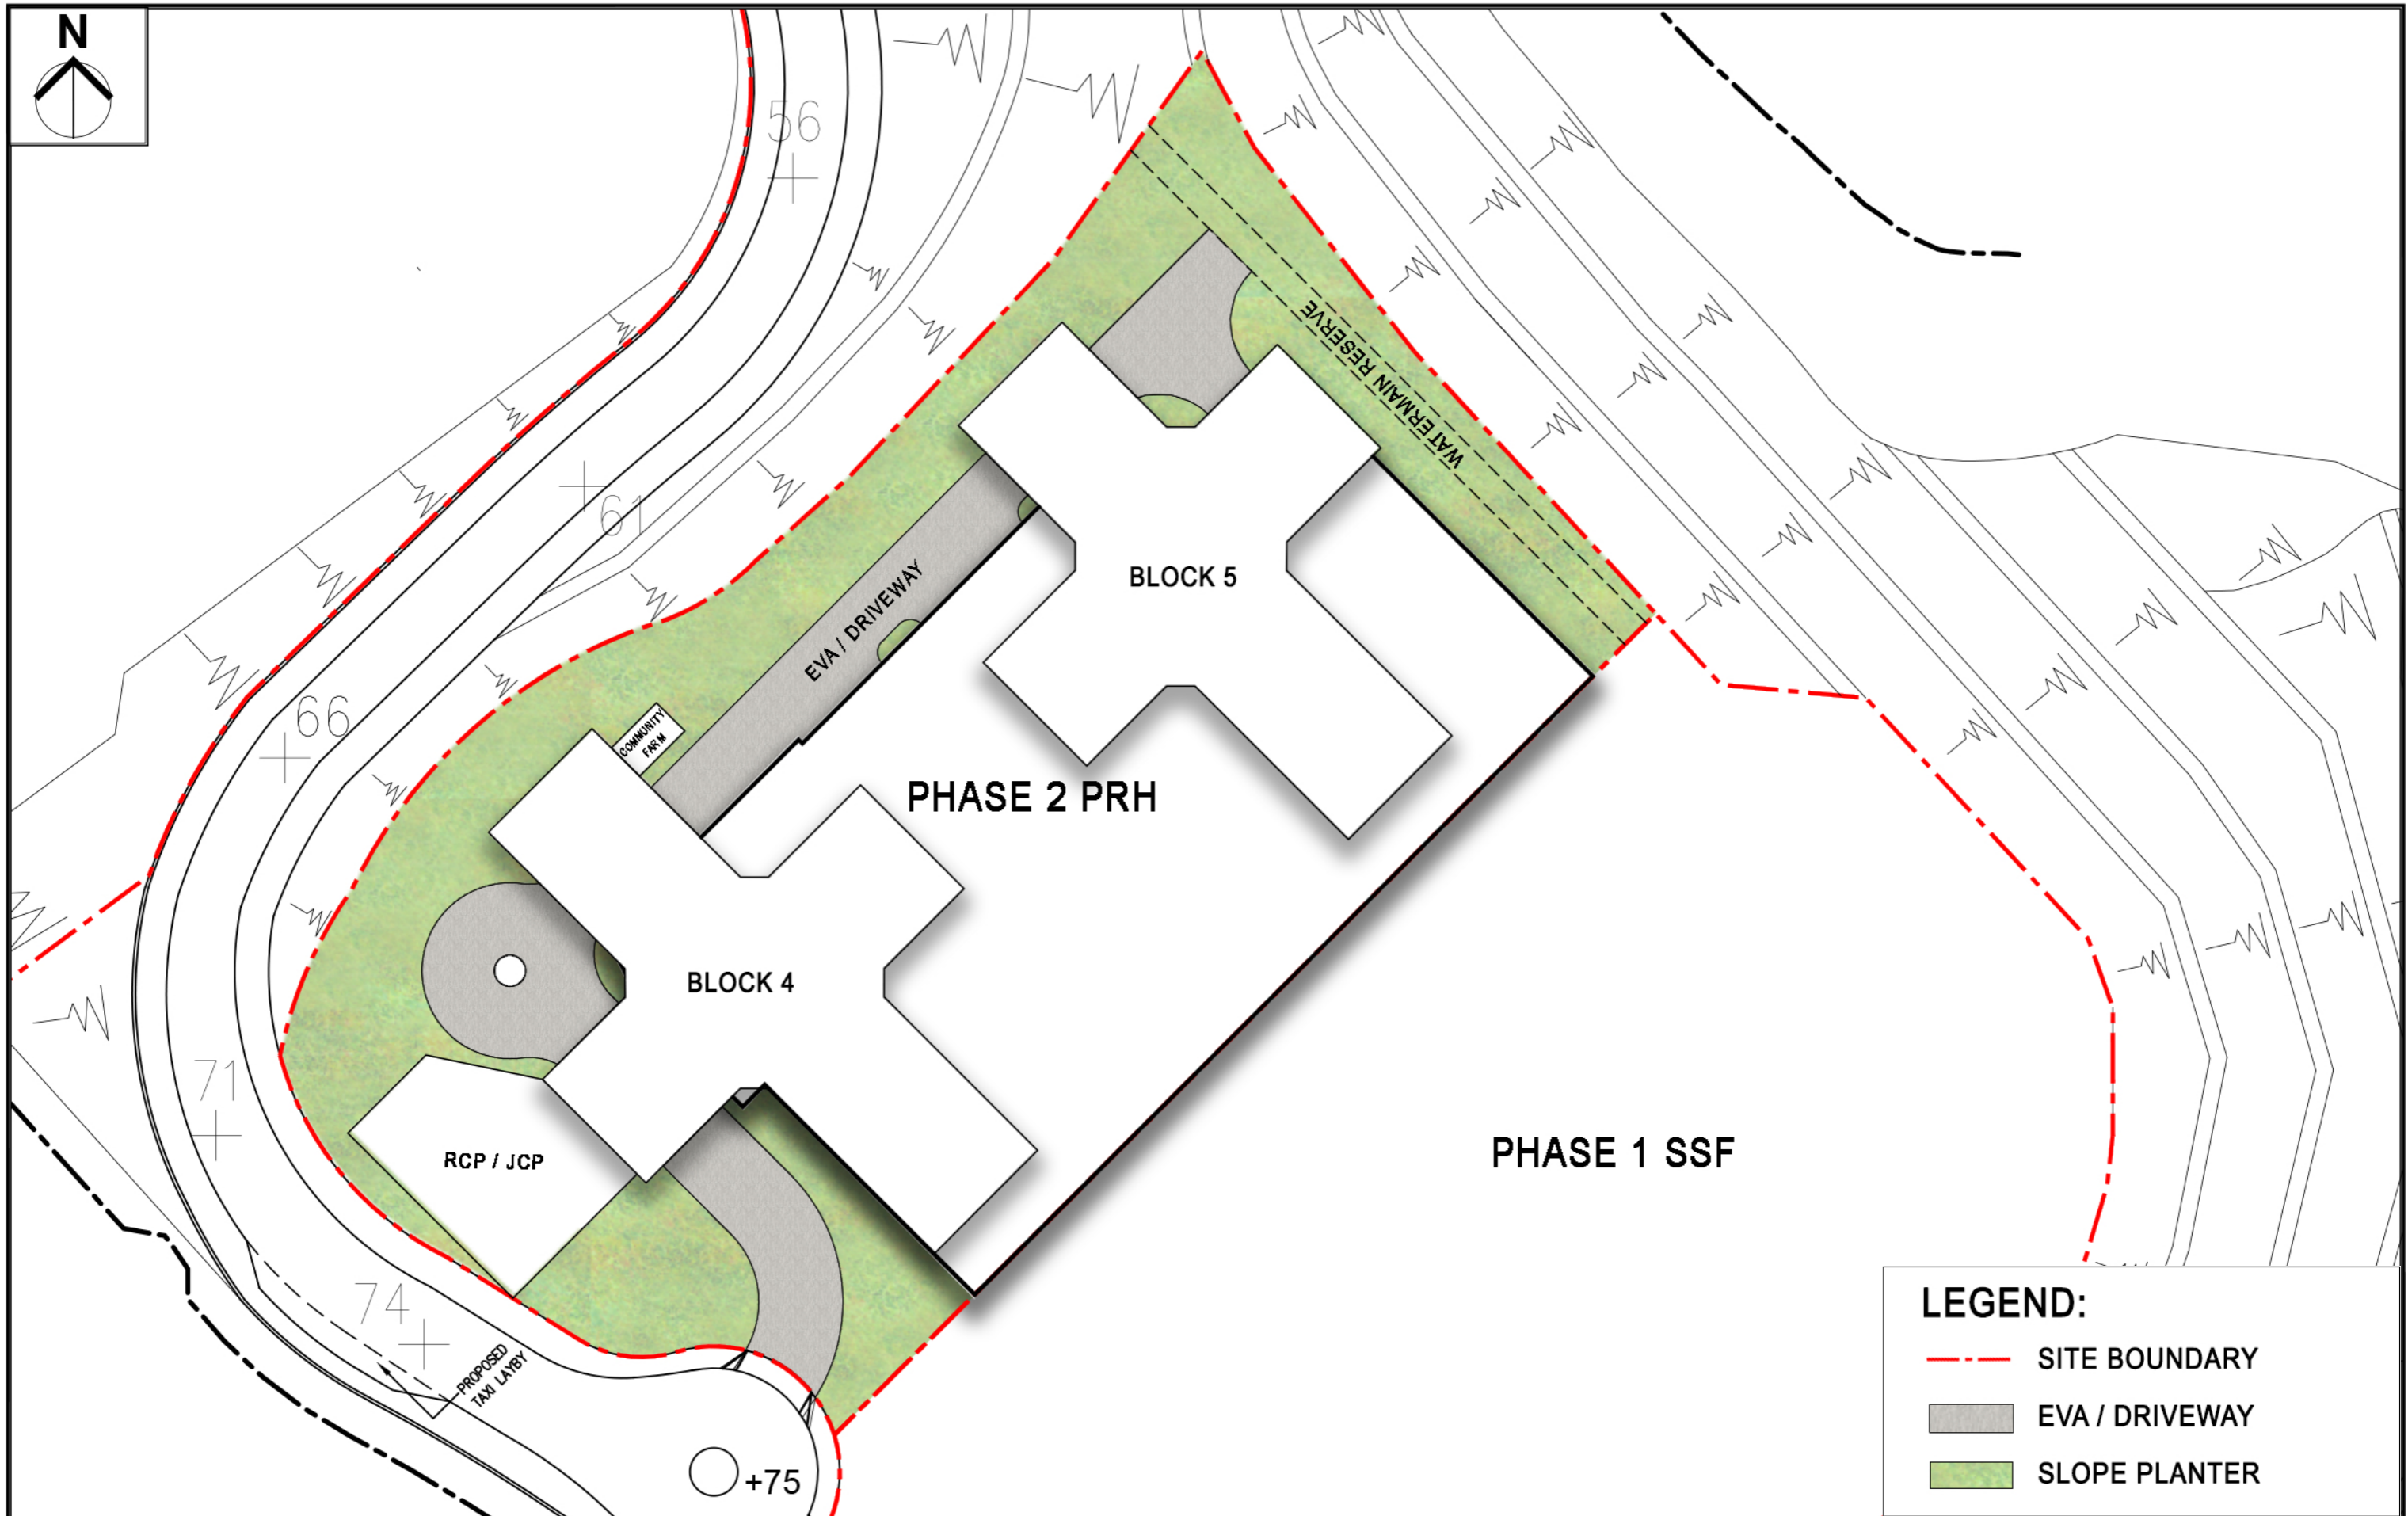 N
56
61
66
71
74
+75
WATERMAIN RESERVE
BLOCK 5
EVA / DRIVEWAY
COMMUNITY
FARM
PHASE 2 PRH
BLOCK 4
RCP / JCP
PHASE 1 SSF
PROPOSED
TAXI LAYBY
LEGEND:
SITE BOUNDARY
EVA / DRIVEWAY
SLOPE PLANTER